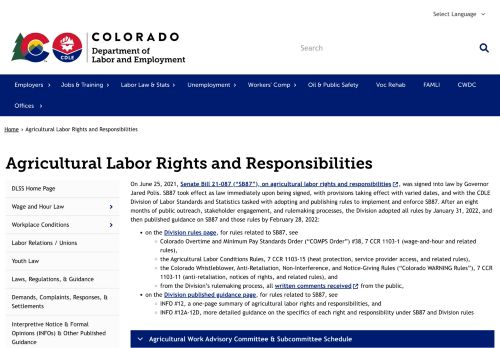 Select Language
COLORADO
Department of
Labor and Employment
CDLE
Search
Employers
Jobs & Training
Labor Law & Stats
Unemployment
Workers' Comp
Oil & Public Safety
Voc Rehab
FAMLI
CWDC
Offices
Home › Agricultural Labor Rights and Responsibilities
Agricultural Labor Rights and Responsibilities
DLSS Home Page
Wage and Hour Law
Workplace Conditions
Labor Relations / Unions
Youth Law
Laws, Regulations, & Guidance
Demands, Complaints, Responses, &
Settlements
Interpretive Notice & Formal
Opinions (INFOs) & Other Published
Guidance
On June 25, 2021, Senate Bill 21-087 ("SB87"), on agricultural labor rights and responsibilities, was signed into law by Governor
Jared Polis. SB87 took effect as law immediately upon being signed, with provisions taking effect with varied dates, and with the CDLE
Division of Labor Standards and Statistics tasked with adopting and publishing rules to implement and enforce SB87. After an eight
months of public outreach, stakeholder engagement, and rulemaking processes, the Division adopted all rules by January 31, 2022, and
then published guidance on SB87 and those rules by February 28, 2022:
on the Division rules page, for rules related to SB87, see
Colorado Overtime and Minimum Pay Standards Order ("COMPS Order") #38, 7 CCR 1103-1 (wage-and-hour and related
rules),
the Agricultural Labor Conditions Rules, 7 CCR 1103-15 (heat protection, service provider access, and related rules),
the Colorado Whistleblower, Anti-Retaliation, Non-Interference, and Notice-Giving Rules ("Colorado WARNING Rules"), 7 CCR
1103-11 (anti-retaliation, notices of rights, and related rules), and
from the Division's rulemaking process, all written comments received from the public,
on the Division published guidance page, for rules related to SB87, see
INFO #12, a one-page summary of agricultural labor rights and responsibilities, and
INFO #12A-12D, more detailed guidance on the specifics of each right and responsibility under SB87 and Division rules
Agricultural Work Advisory Committee & Subcommittee Schedule